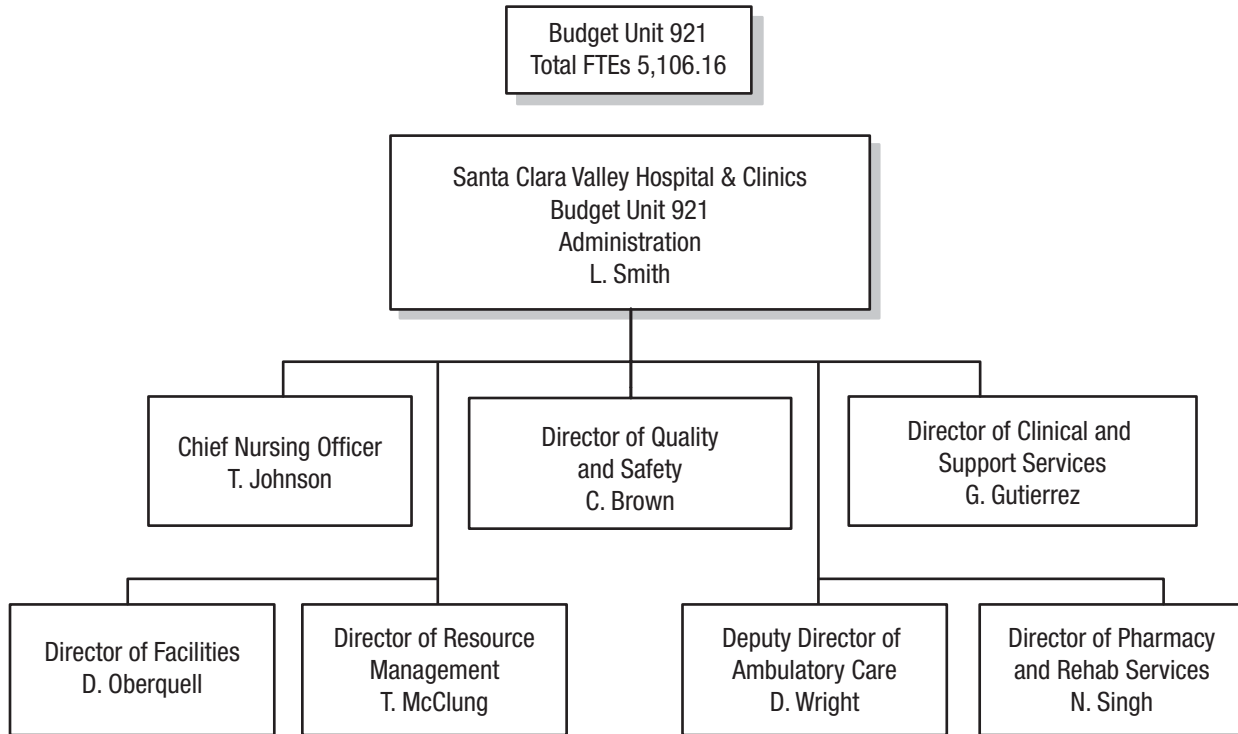 Budget Unit 921
Total FTEs 5,106.16
Santa Clara Valley Hospital & Clinics
Budget Unit 921
Administration
L. Smith
Chief Nursing Officer
T. Johnson
Director of Quality
and Safety
C. Brown
Director of Clinical and
Support Services
G. Gutierrez
Director of Facilities
D. Oberquell
Director of Resource
Management
T. McClung
Deputy Director of
Ambulatory Care
D. Wright
Director of Pharmacy
and Rehab Services
N. Singh